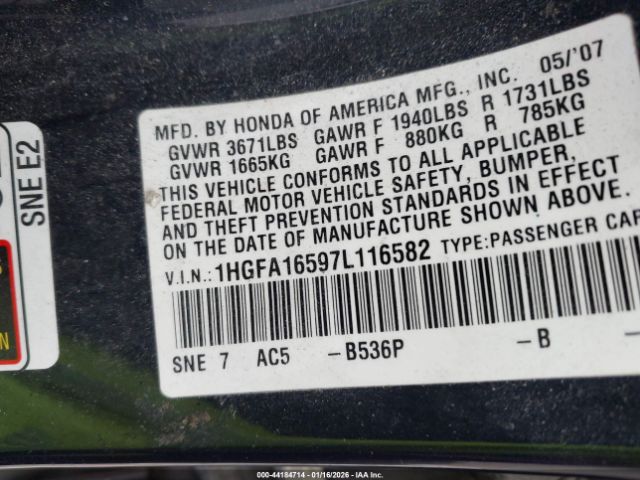 MFD. BY HONDA OF AMERICA MFG., INC. 05/'07
GVWR 3671LBS GAWR F 1940LBS R 1731LBS
GVWR 1665KG GAWR F 880KG R 785KG
THIS VEHICLE CONFORMS TO ALL APPLICABLE
FEDERAL MOTOR VEHICLE SAFETY, BUMPER,
AND THEFT PREVENTION STANDARDS IN EFFECT
ON THE DATE OF MANUFACTURE SHOWN ABOVE.
V.I.N.: 1HGFA16597L116582 TYPE:PASSENGER CAR
SNE 7 AC5 -B536P -B
SNE E2
000-44184714 - 01/16/2026 - IAAI.COM